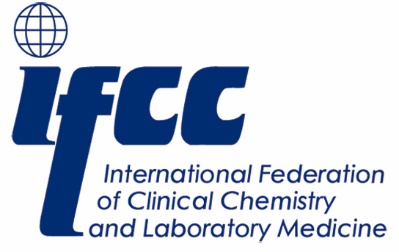 ifcc
International Federation
of Clinical Chemistry
and Laboratory Medicine